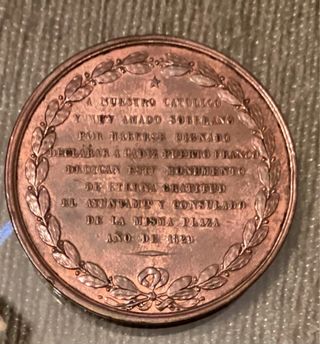 A NUESTRO CATOLICO
Y MUY AMADO SOBERANO
POR HABERSE DIGNADO
DECLARAR A CADIZ PUERTO FRANCO
DEDICAN ESTE MONUMENTO
DE ETERNA GRATITUD
EL AYUNTAMT Y CONSULADO
DE LA MISMA PLAZA
AÑO DE 1829